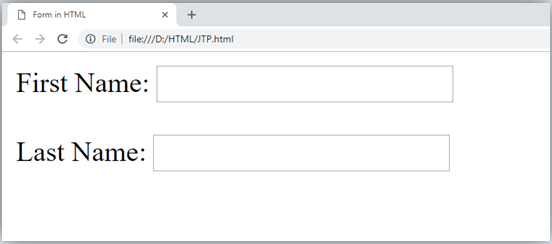 Form in HTML
File file:///D:/HTML/JTP.html
First Name:
Last Name: